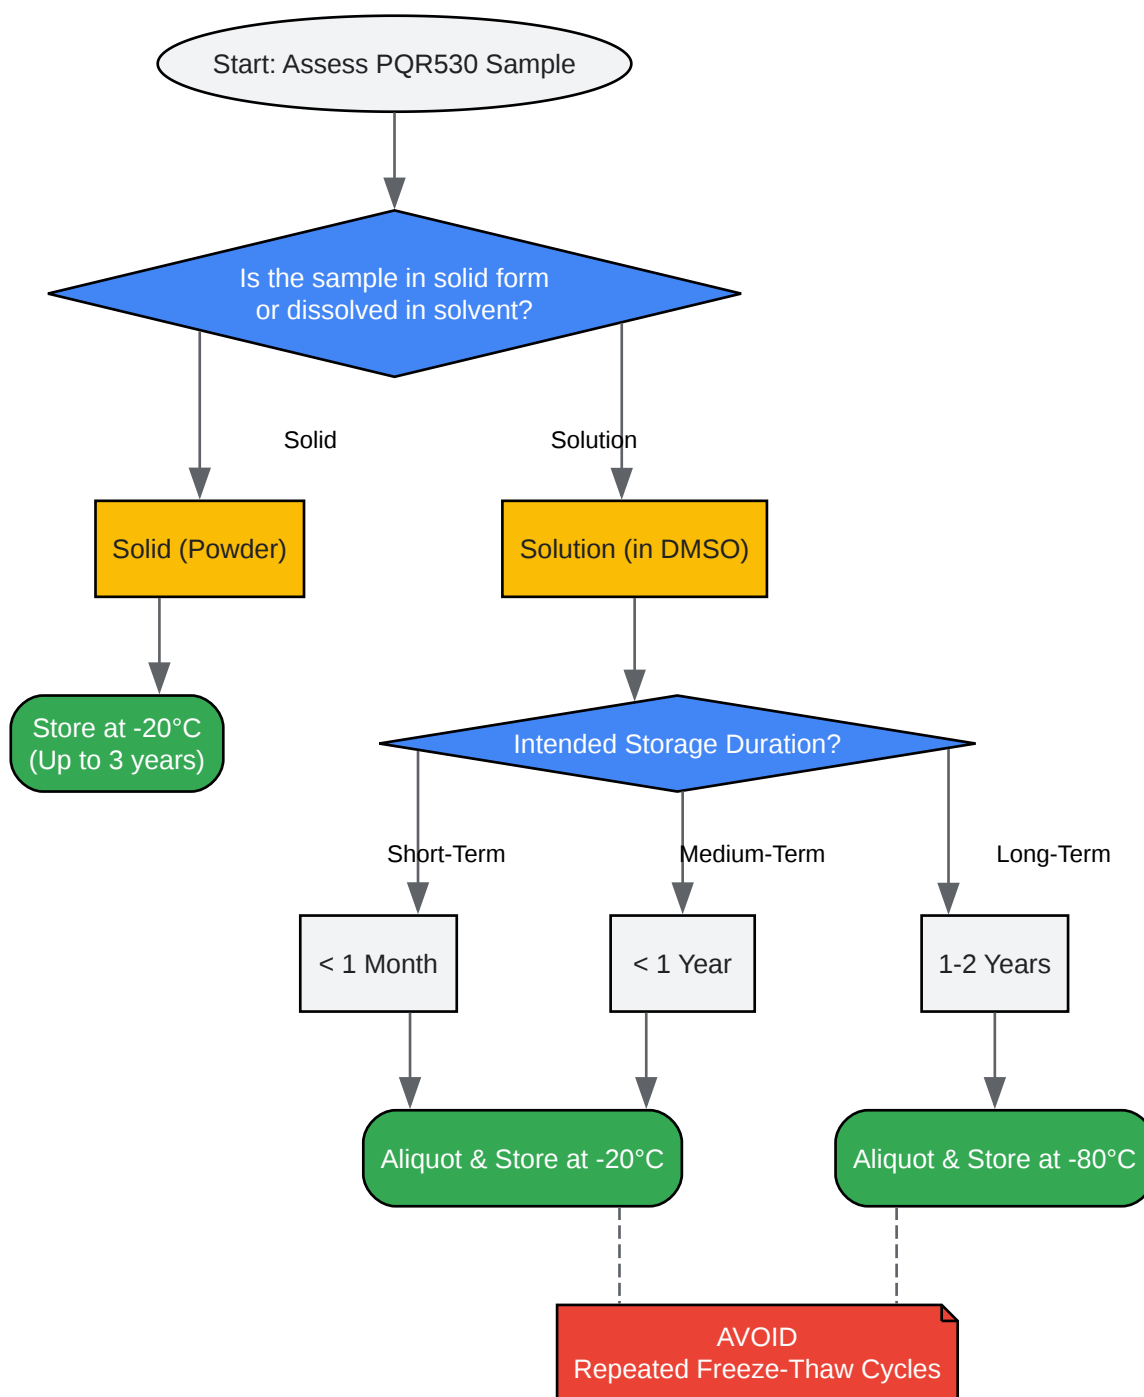 Start: Assess PQR530 Sample
Is the sample in solid form
or dissolved in solvent?
Solid
Solution
Solid (Powder)
Solution (in DMSO)
Store at -20°C
(Up to 3 years)
Intended Storage Duration?
Short-Term
Medium-Term
Long-Term
< 1 Month
< 1 Year
1-2 Years
Aliquot & Store at -20°C
Aliquot & Store at -80°C
AVOID
Repeated Freeze-Thaw Cycles